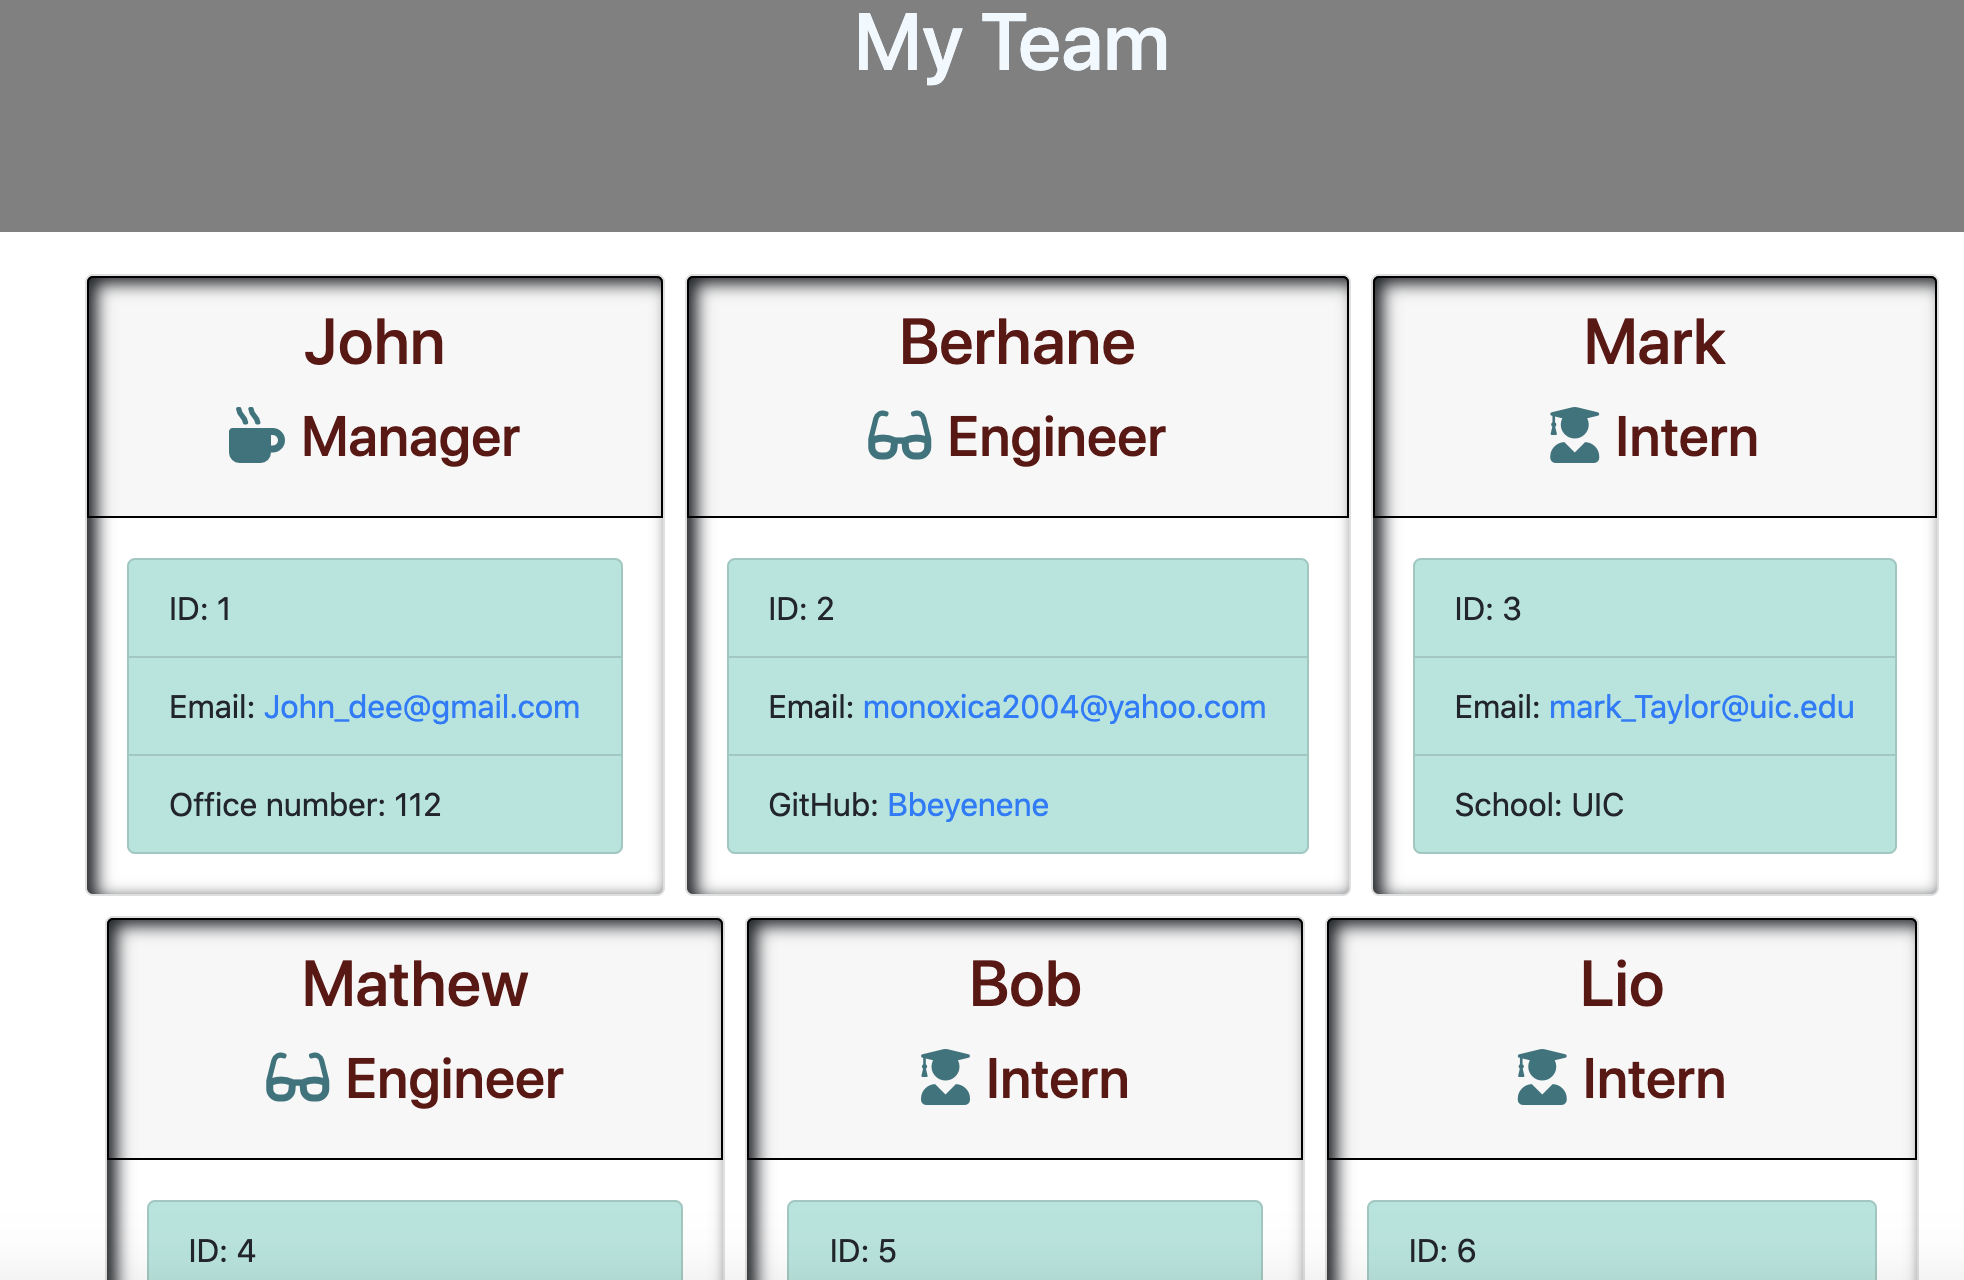 My Team
John
Manager
ID: 1
Email: John_dee@gmail.com
Office number: 112
Berhane
Engineer
ID: 2
Email: monoxica2004@yahoo.com
GitHub: Bbeyenene
Mark
Intern
ID: 3
Email: mark_Taylor@uic.edu
School: UIC
Mathew
Engineer
ID: 4
Bob
Intern
ID: 5
Lio
Intern
ID: 6